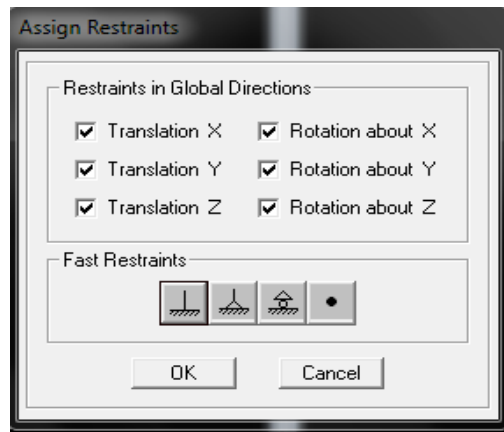 Assign Restraints
Restraints in Global Directions
Translation X Rotation about X
Translation Y Rotation about Y
Translation Z Rotation about Z
Fast Restraints
OK Cancel